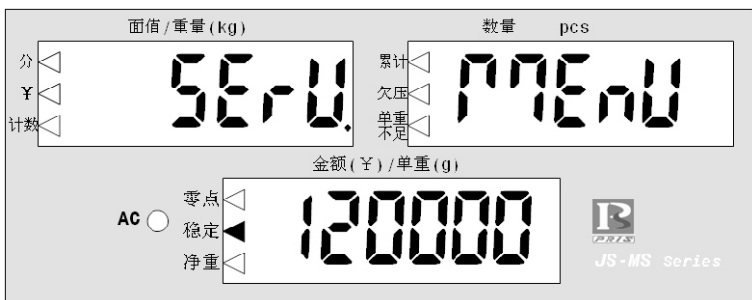 面值/重量(kg)
数量 pcs
分
¥
计数
SErU.
累计
欠压
单重
不足
MEnU
金额(¥)/单重(g)
AC
零点
稳定
净重
120000
R
PRIS
JS-MS Series